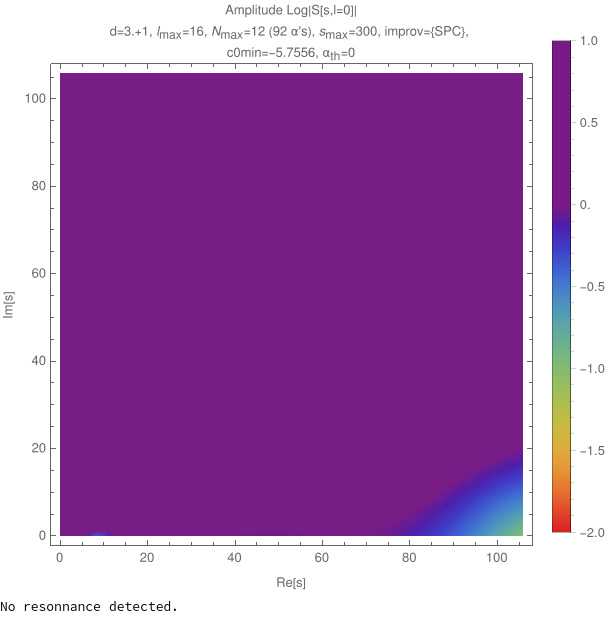 Amplitude Log|S[s,l=0]|
d=3.+1, lmax=16, Nmax=12 (92 α's), smax=300, improv={SPC},
c0min=−5.7556, αth=0
100
80
60
40
20
0
Im[s]
0 20 40 60 80 100
Re[s]
1.0
0.5
0.
−0.5
−1.0
−1.5
−2.0
No resonnance detected.